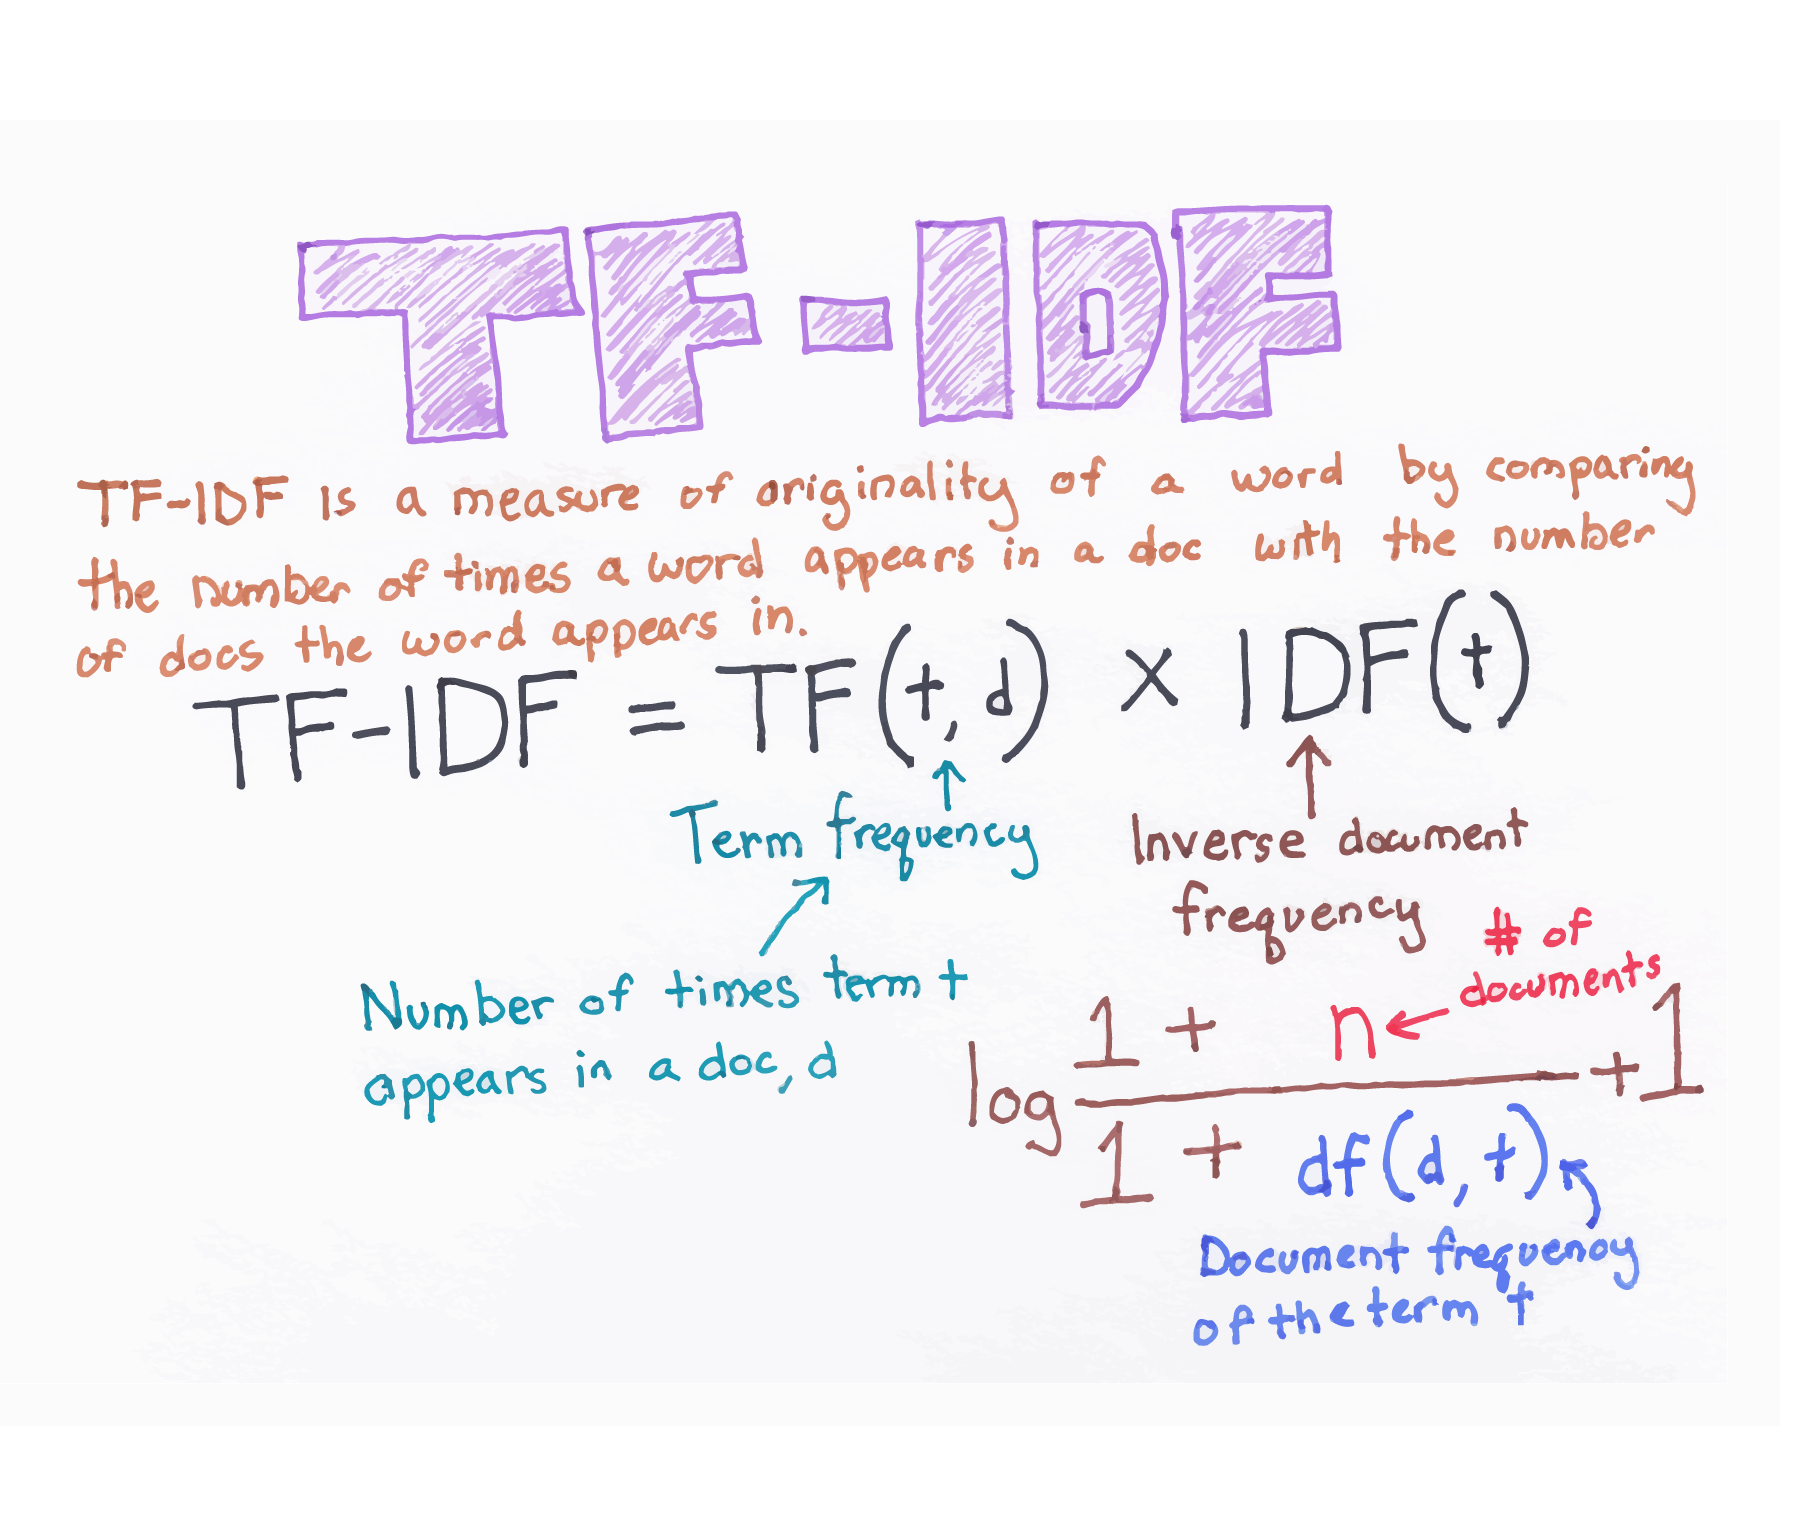 TF-IDF
TF-IDF is a measure of originality of a word by comparing
the number of times a word appears in a doc with the number
of docs the word appears in.
TF-IDF = TF(t, d) × IDF(t)
Term frequency
Inverse document
frequency
Number of times term t
appears in a doc, d
# of
documents
log (1 + n) / (1 + df(d, t)) + 1
Document frequency
of the term t